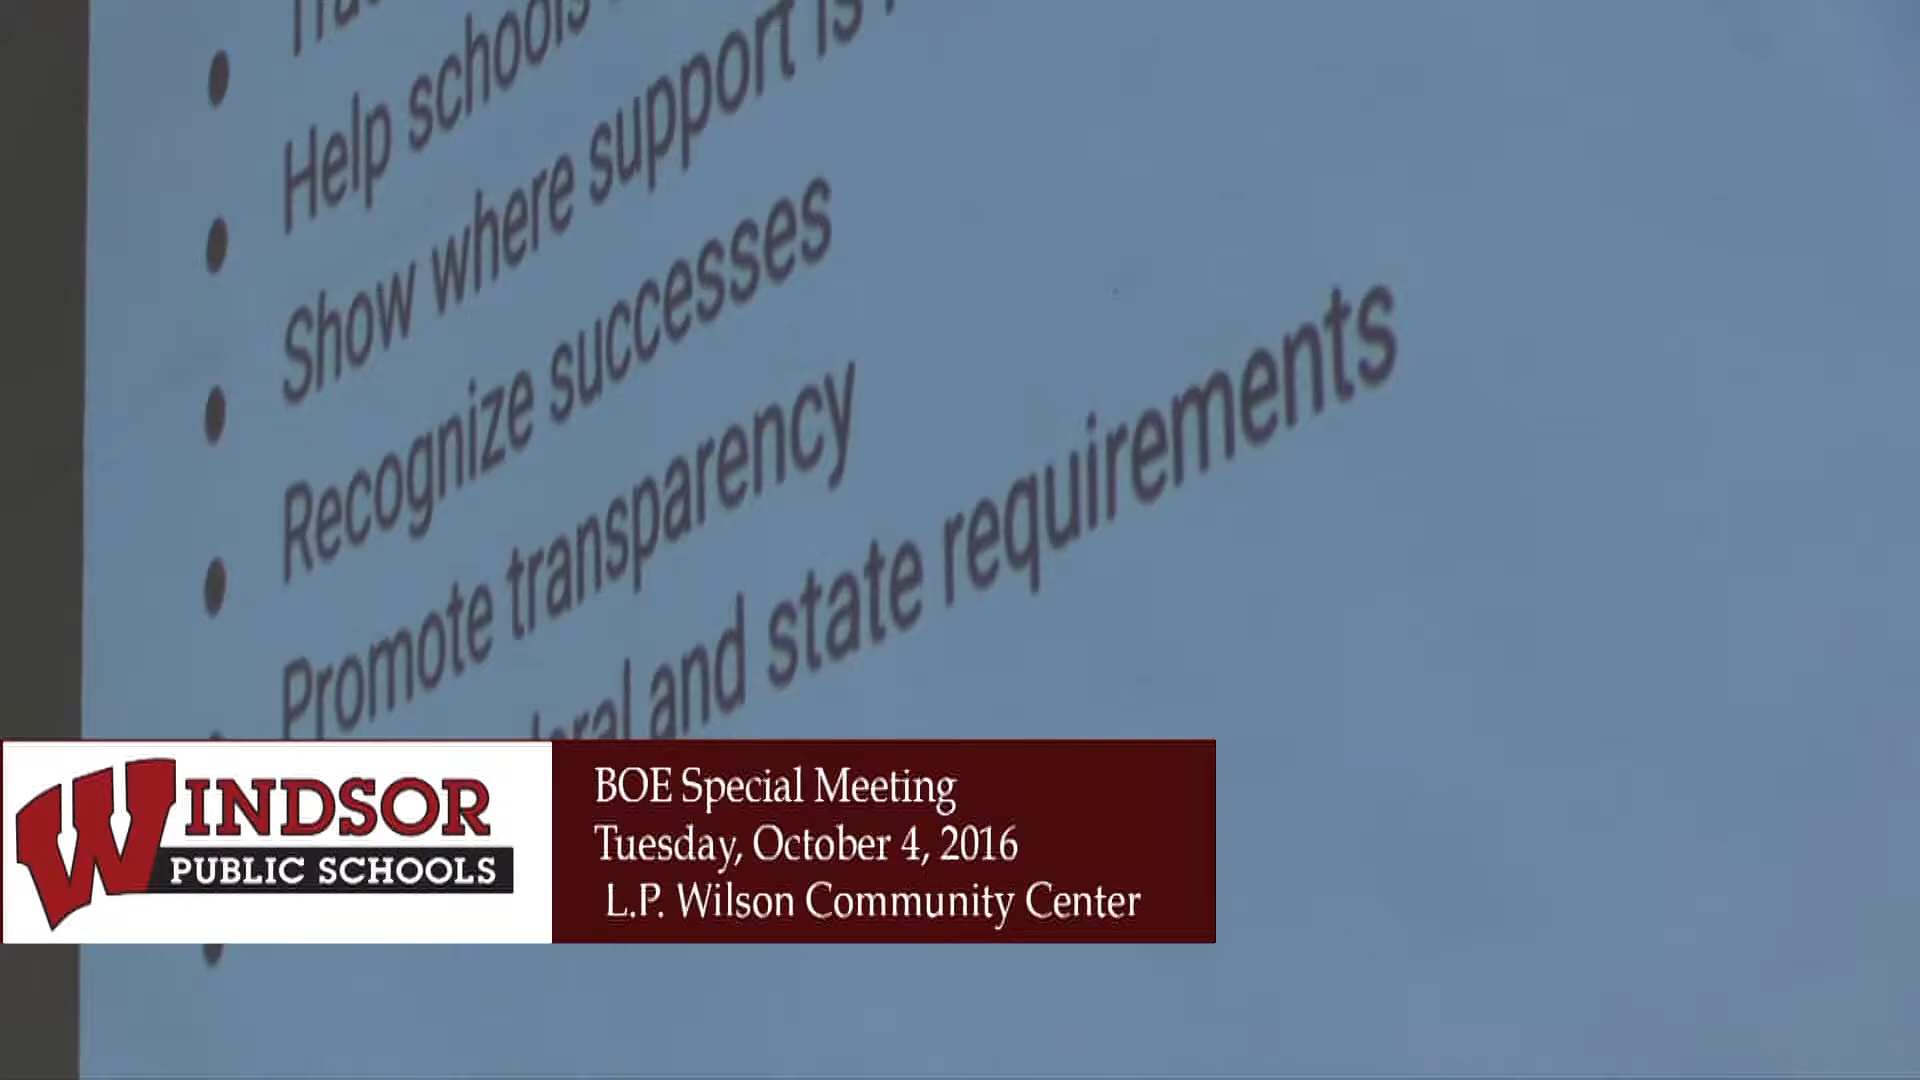 Help schools
Show where support is
Recognize successes
Promote transparency
and state requirements
WINDSOR
PUBLIC SCHOOLS
BOE Special Meeting
Tuesday, October 4, 2016
L.P. Wilson Community Center